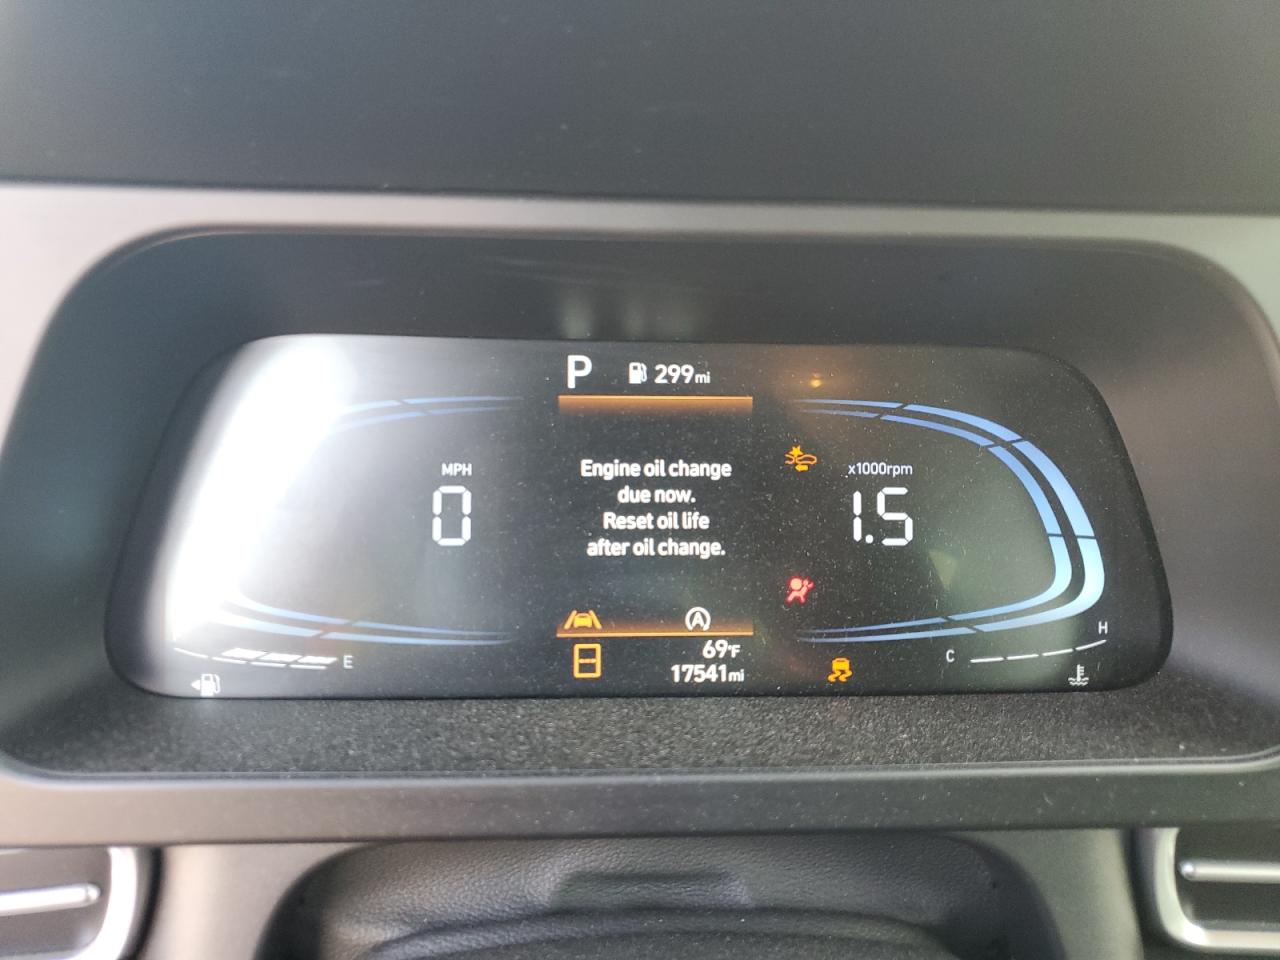 P 299mi
MPH
0
Engine oil change
due now.
Reset oil life
after oil change.
x1000rpm
1.5
A
69°F
17541mi
E
C
H